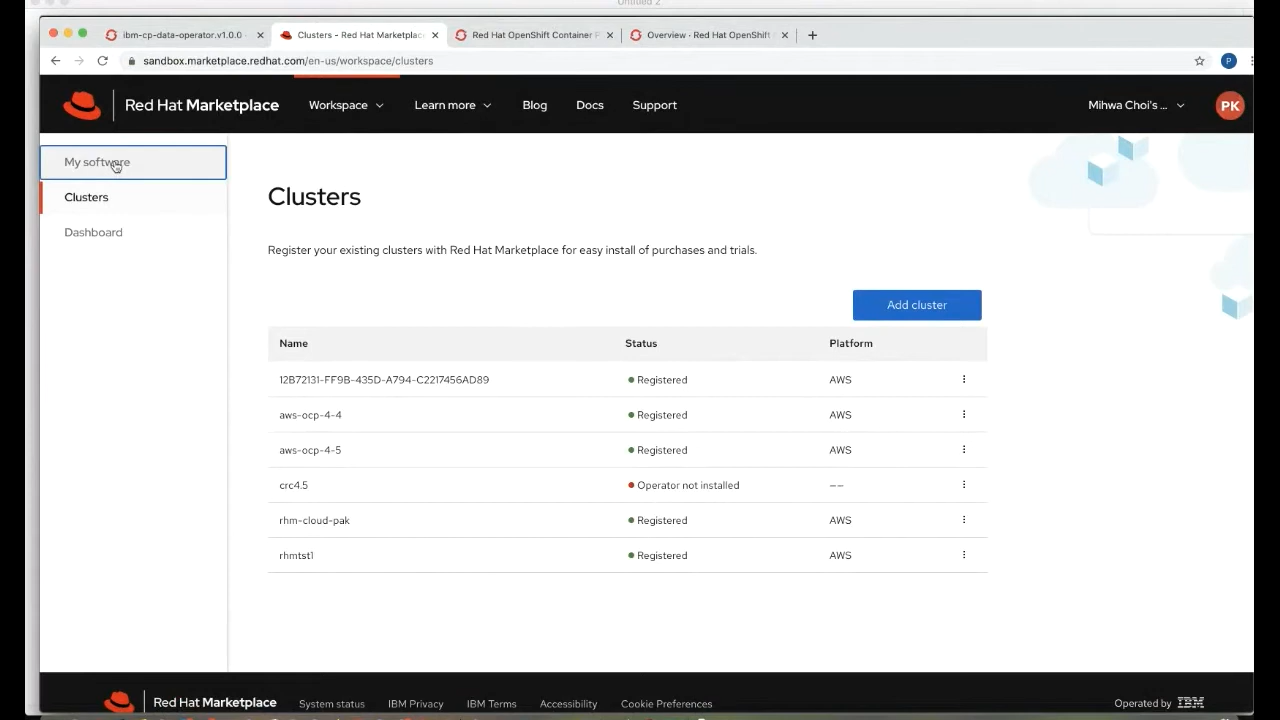 Untitled 2
ibm-cp-data-operator.v1.0.0
Clusters - Red Hat Marketplac
Red Hat OpenShift Container P
Overview · Red Hat OpenShift
sandbox.marketplace.redhat.com/en-us/workspace/clusters
P
Red Hat Marketplace
Workspace
Learn more
Blog
Docs
Support
Mihwa Choi's ...
PK
My software
Clusters
Dashboard
Clusters
Register your existing clusters with Red Hat Marketplace for easy install of purchases and trials.
Add cluster
Name Status Platform
12B72131-FF9B-435D-A794-C2217456AD89 Registered AWS
aws-ocp-4-4 Registered AWS
aws-ocp-4-5 Registered AWS
crc4.5 Operator not installed ——
rhm-cloud-pak Registered AWS
rhmtst1 Registered AWS
Red Hat Marketplace
System status
IBM Privacy
IBM Terms
Accessibility
Cookie Preferences
Operated by IBM